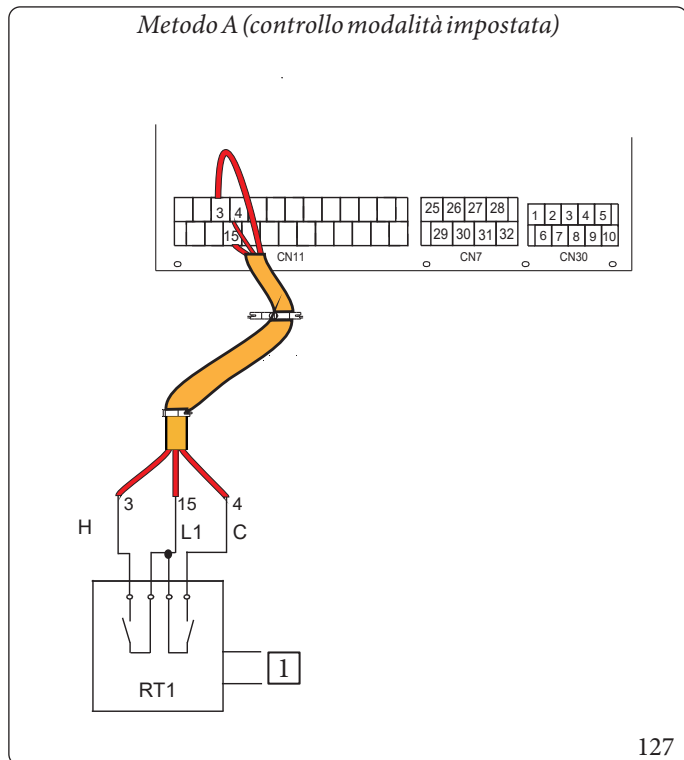 Metodo A (controllo modalità impostata)
3 4
15
CN11
25 26 27 28
29 30 31 32
CN7
1 2 3 4 5
6 7 8 9 10
CN30
3 15 4
H L1 C
RT1
1
127